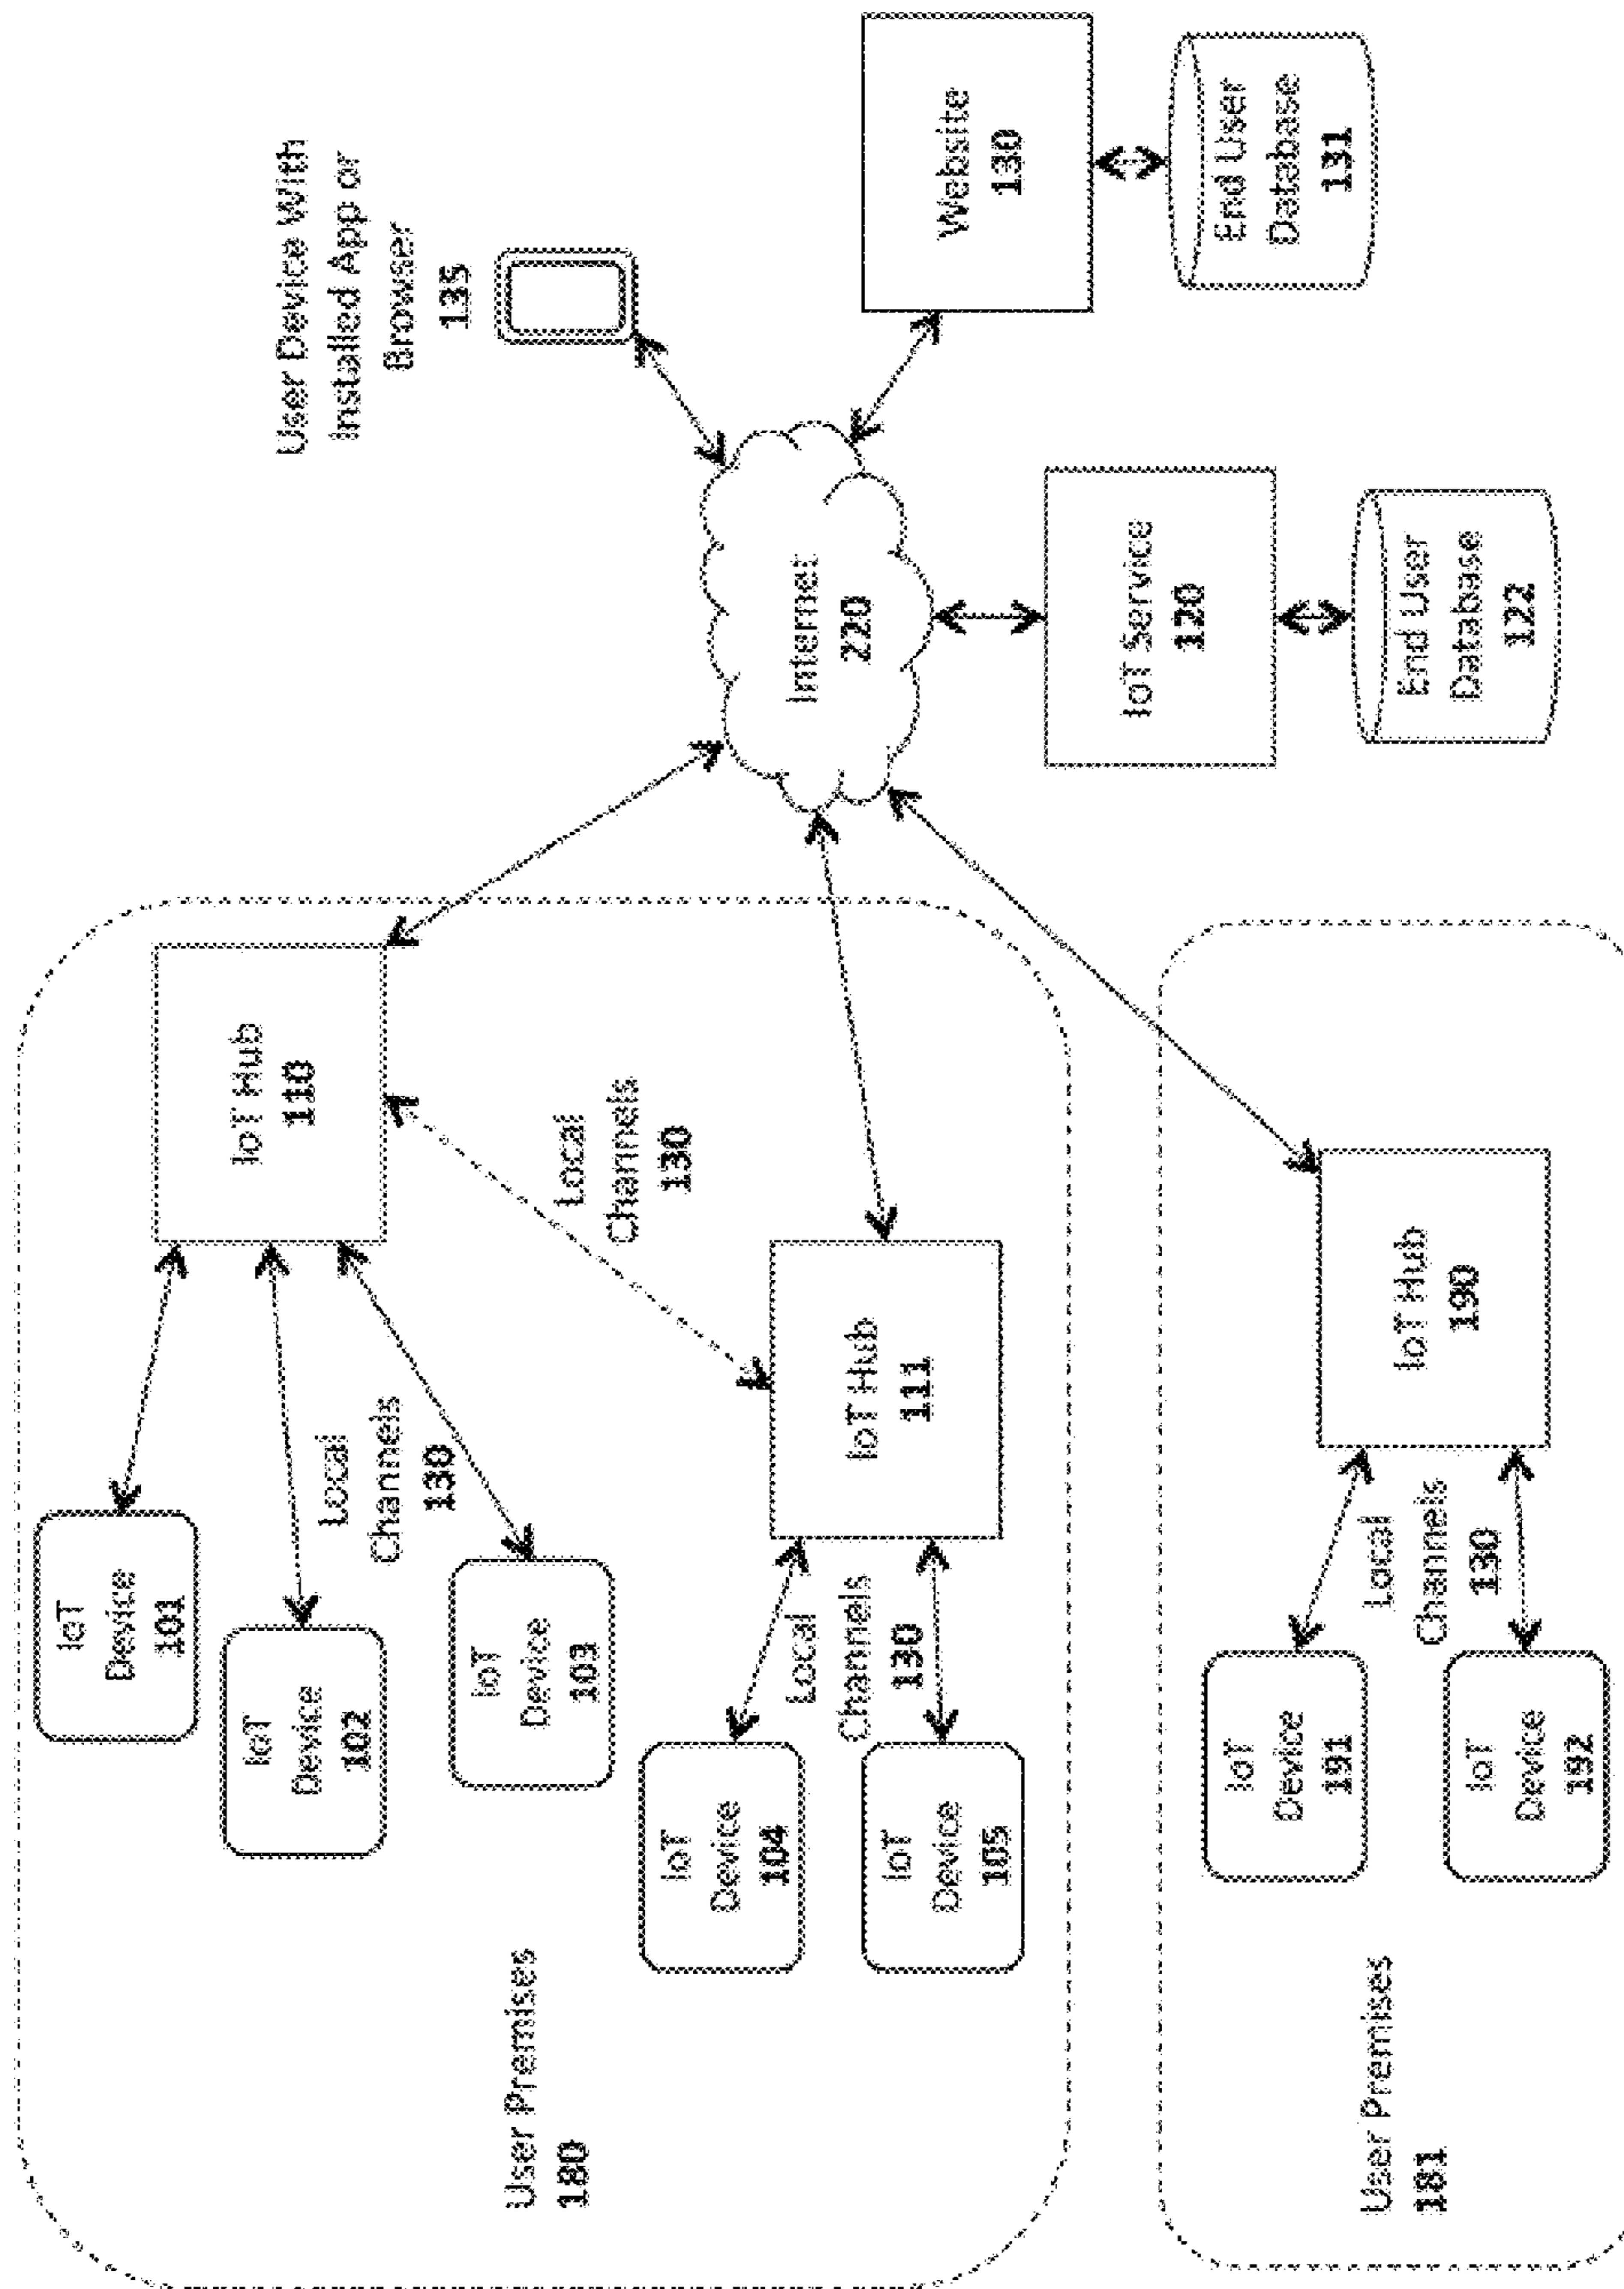 User Premises
180
IoT
Device
101
IoT
Device
102
IoT
Device
103
Local
Channels
130
IoT Hub
110
IoT
Device
104
IoT
Device
105
Local
Channels
130
IoT Hub
111
Local
Channels
130
User Premises
181
IoT
Device
191
IoT
Device
192
Local
Channels
130
IoT Hub
190
Internet
220
User Device With
Installed App or
Browser
135
IoT Service
120
End User
Database
122
Website
130
End User
Database
131